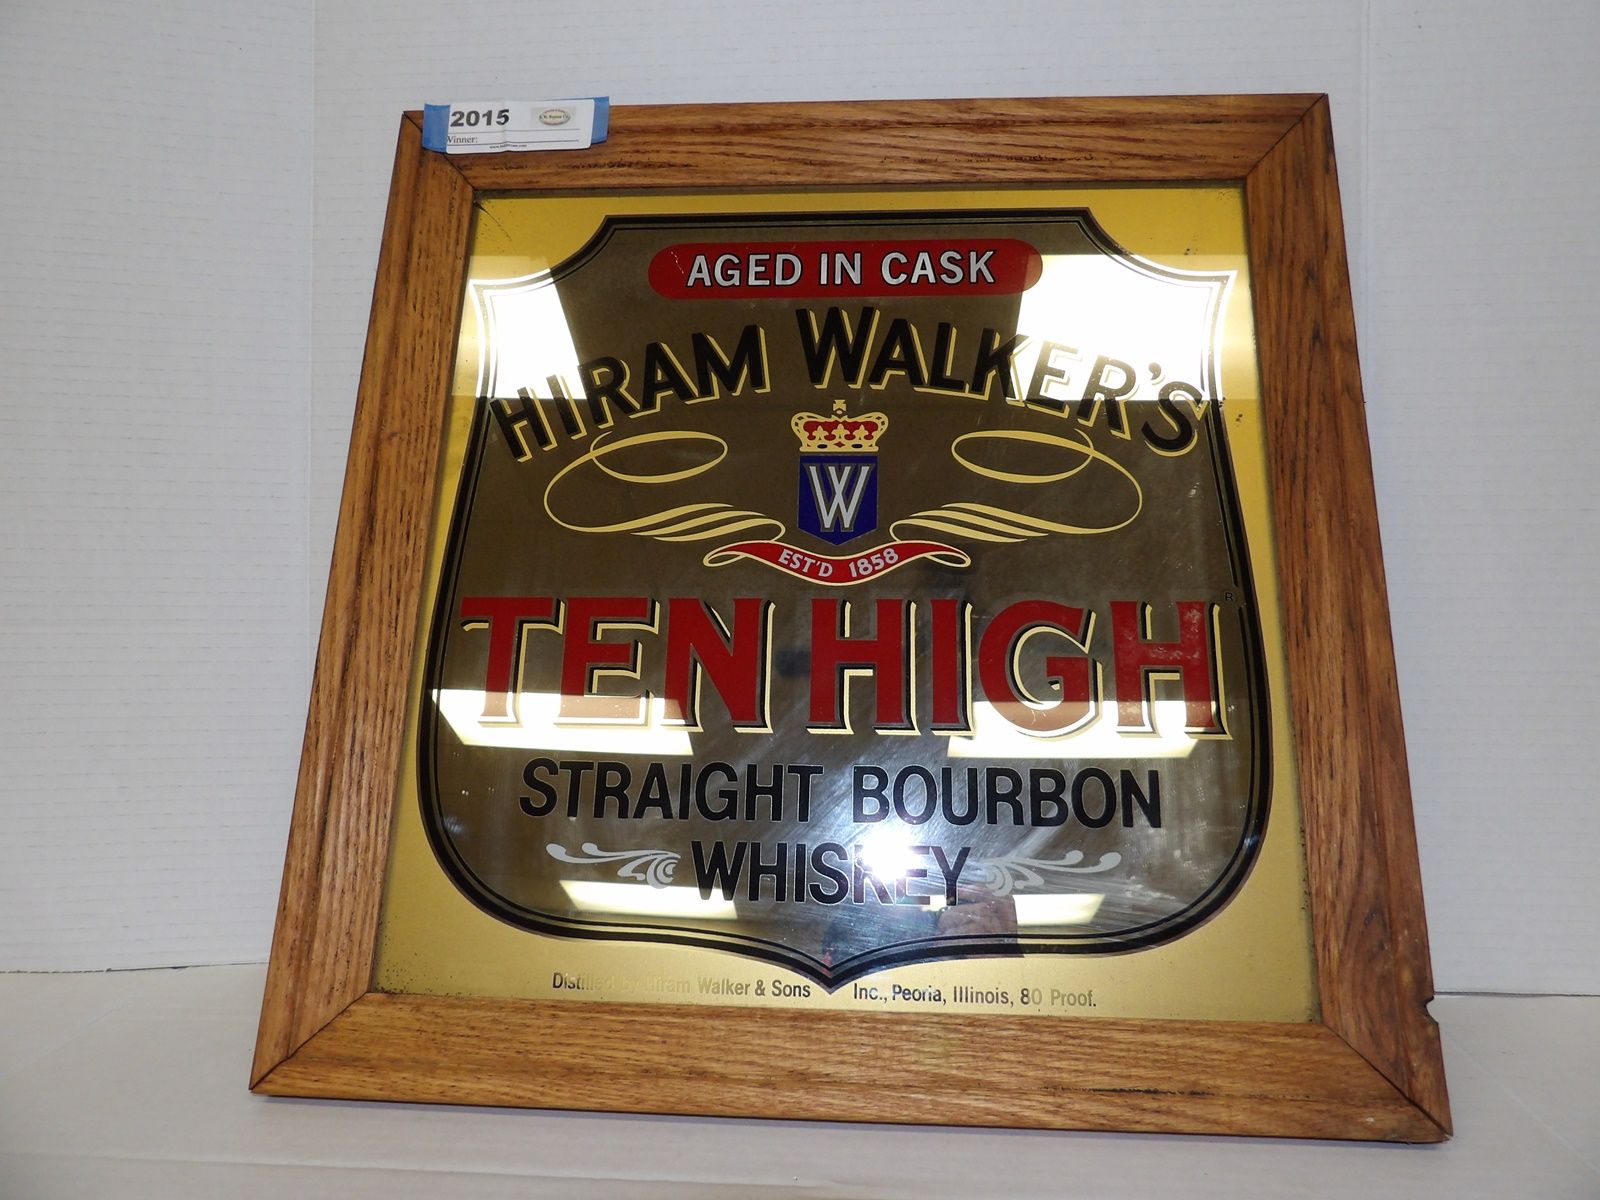 2015
Winner:
AGED IN CASK
HIRAM WALKER'S
W
EST'D 1858
TEN HIGH®
STRAIGHT BOURBON
WHISKEY
Distilled by Hiram Walker & Sons Inc., Peoria, Illinois, 80 Proof.